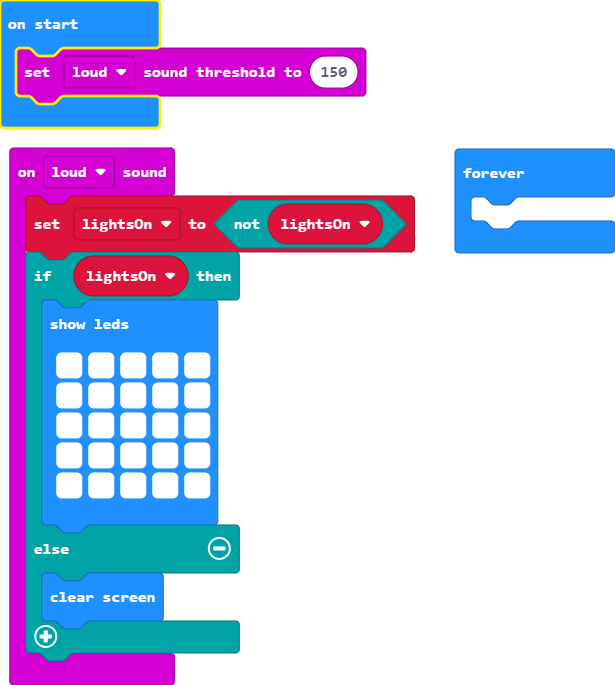 on start
set loud sound threshold to 150
on loud sound
forever
set lightsOn to not lightsOn
if lightsOn then
show leds
else
clear screen